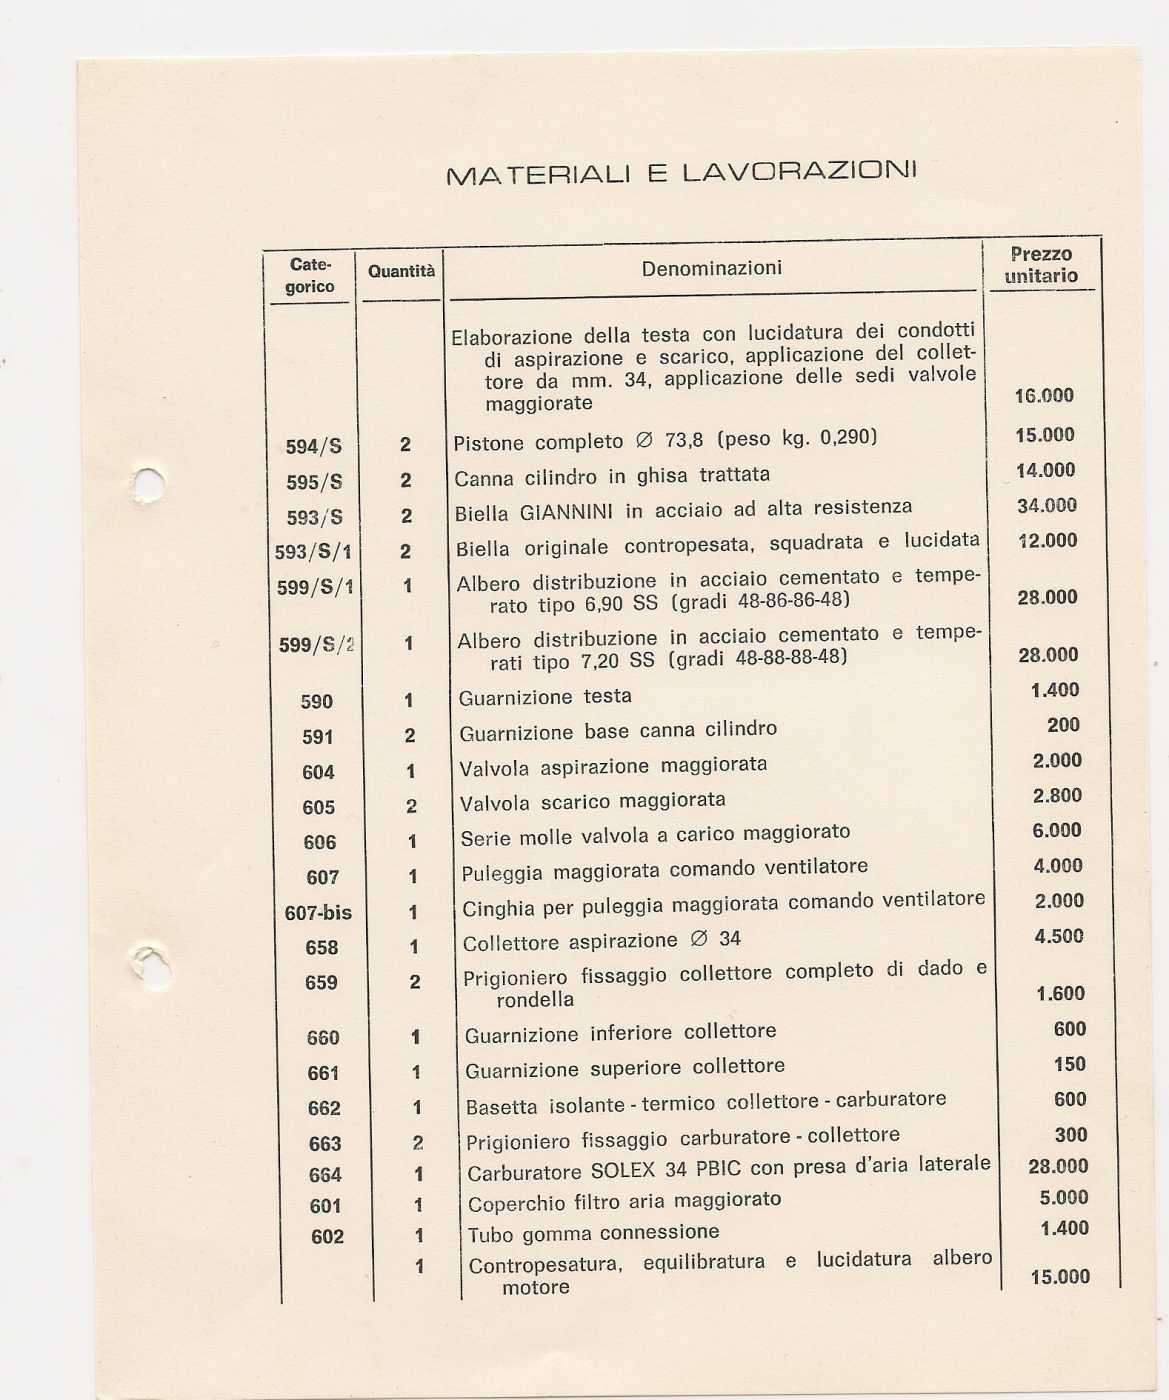 MATERIALI E LAVORAZIONI
Cate-
gorico
Quantità
Denominazioni
Prezzo
unitario
Elaborazione della testa con lucidatura dei condotti
di aspirazione e scarico, applicazione del collet-
tore da mm. 34, applicazione delle sedi valvole
maggiorate 16.000
594/S 2 Pistone completo Ø 73,8 (peso kg. 0,290) 15.000
595/S 2 Canna cilindro in ghisa trattata 14.000
593/S 2 Biella GIANNINI in acciaio ad alta resistenza 34.000
593/S/1 2 Biella originale contropesata, squadrata e lucidata 12.000
599/S/1 1 Albero distribuzione in acciaio cementato e tempe-
rato tipo 6,90 SS (gradi 48-86-86-48) 28.000
599/S/2 1 Albero distribuzione in acciaio cementato e tempe-
rati tipo 7,20 SS (gradi 48-88-88-48) 28.000
590 1 Guarnizione testa 1.400
591 2 Guarnizione base canna cilindro 200
604 1 Valvola aspirazione maggiorata 2.000
605 2 Valvola scarico maggiorata 2.800
606 1 Serie molle valvola a carico maggiorato 6.000
607 1 Puleggia maggiorata comando ventilatore 4.000
607-bis 1 Cinghia per puleggia maggiorata comando ventilatore 2.000
658 1 Collettore aspirazione Ø 34 4.500
659 2 Prigioniero fissaggio collettore completo di dado e
rondella 1.600
660 1 Guarnizione inferiore collettore 600
661 1 Guarnizione superiore collettore 150
662 1 Basetta isolante - termico collettore - carburatore 600
663 2 Prigioniero fissaggio carburatore - collettore 300
664 1 Carburatore SOLEX 34 PBIC con presa d'aria laterale 28.000
601 1 Coperchio filtro aria maggiorato 5.000
602 1 Tubo gomma connessione 1.400
1 Contropesatura, equilibratura e lucidatura albero
motore 15.000